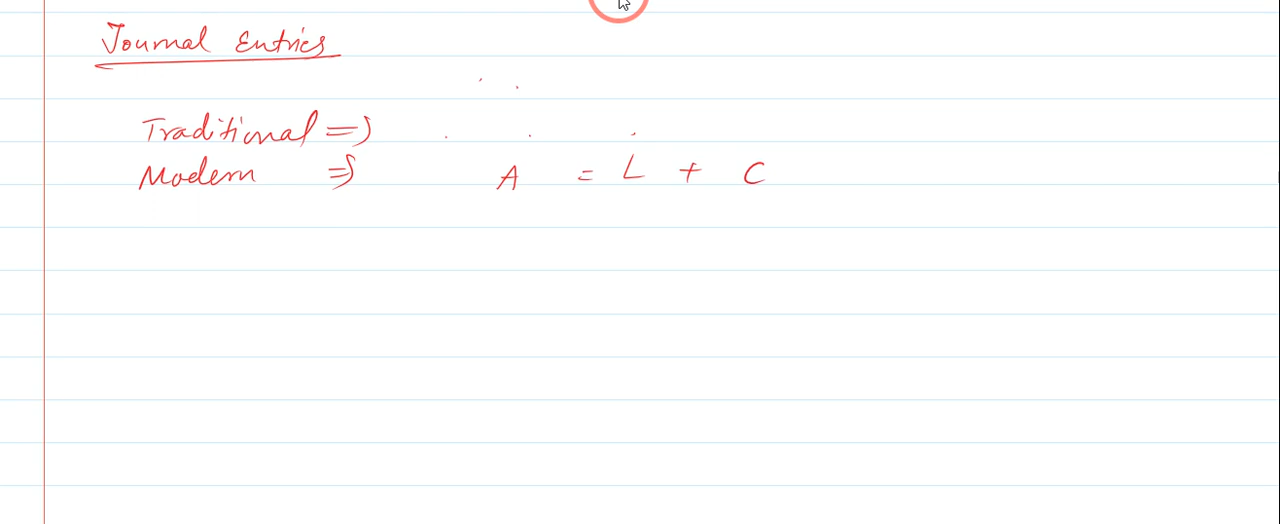 Journal Entries
Traditional =>
Modern => A = L + C